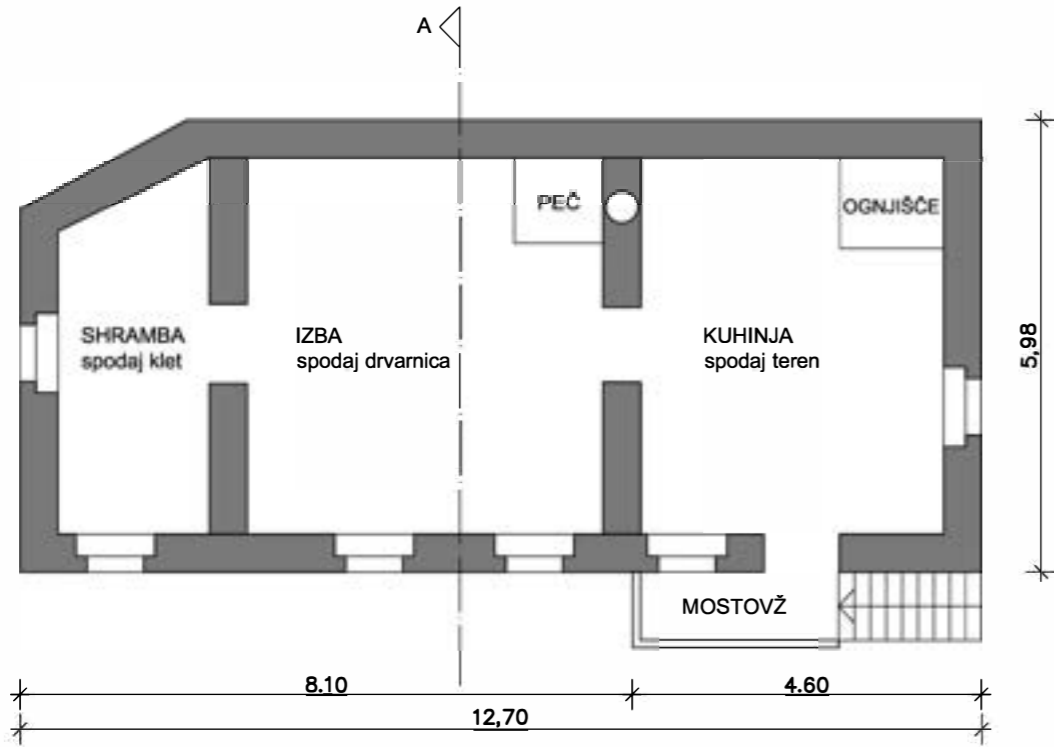 A
PEČ
OGNJIŠČE
SHRAMBA
spodaj klet
IZBA
spodaj drvarnica
KUHINJA
spodaj teren
5,98
MOSTOVŽ
8.10
4.60
12,70